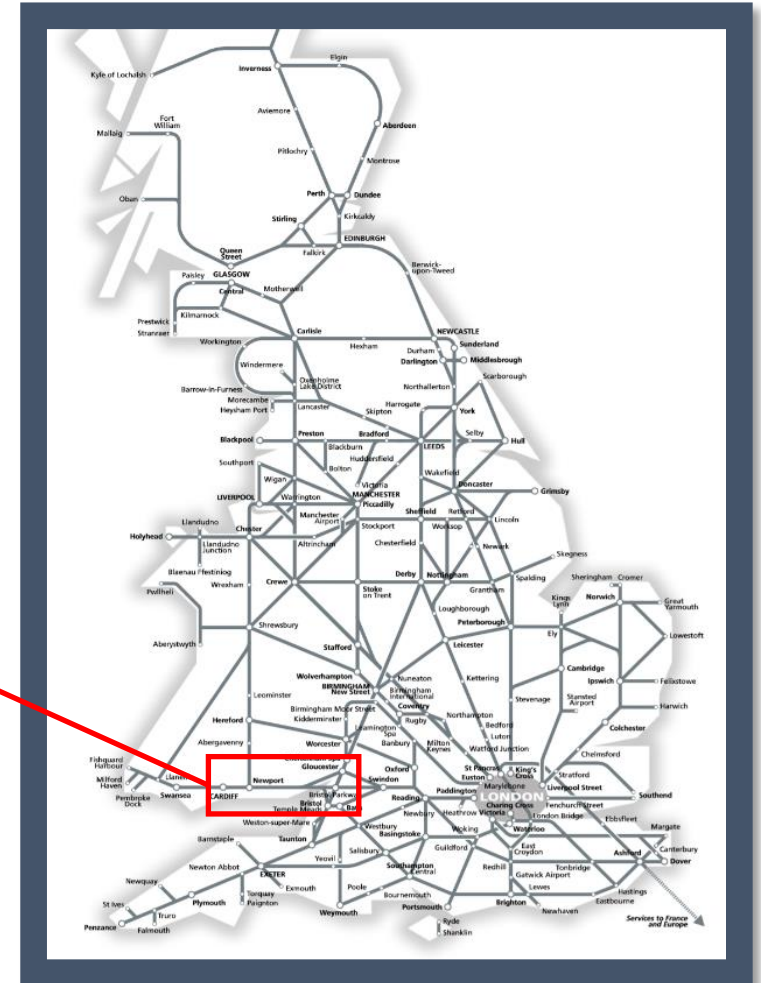 Elgin
Inverness
Kyle of Lochalsh
Aviemore
Fort
William
Mallaig
Aberdeen
Pitlochry
Montrose
Perth
Dundee
Oban
Stirling
Kirkcaldy
EDINBURGH
Queen
Street
Falkirk
Berwick-
upon-Tweed
Paisley
GLASGOW
Central
Motherwell
Kilmarnock
Prestwick
Stranraer
Carlisle
NEWCASTLE
Workington
Hexham
Sunderland
Durham
Darlington
Middlesbrough
Windermere
Scarborough
Oxenholme
Lake District
Northallerton
Barrow-in-Furness
Morecambe
Heysham Port
Lancaster
Harrogate
York
Skipton
Blackpool
Preston
Bradford
Selby
Hull
Blackburn
LEEDS
Huddersfield
Southport
Bolton
Wakefield
Wigan
Victoria
MANCHESTER
Piccadilly
Doncaster
Grimsby
LIVERPOOL
Warrington
Manchester
Airport
Sheffield
Retford
Lincoln
Llandudno
Stockport
Worksop
Holyhead
Chester
Llandudno
Junction
Altrincham
Chesterfield
Newark
Blaenau Ffestiniog
Skegness
Wrexham
Crewe
Stoke
on Trent
Derby
Nottingham
Grantham
Spalding
Sheringham
Cromer
Pwllheli
Kings
Lynn
Norwich
Great
Yarmouth
Loughborough
Peterborough
Shrewsbury
Ely
Lowestoft
Aberystwyth
Stafford
Leicester
Wolverhampton
Cambridge
Nuneaton
Kettering
Ipswich
Felixstowe
BIRMINGHAM
New Street
Birmingham
International
Leominster
Stevenage
Stansted
Airport
Harwich
Birmingham Moor Street
Coventry
Kidderminster
Rugby
Northampton
Hereford
Leamington
Spa
Bedford
Colchester
Worcester
Banbury
Milton
Keynes
Luton
Abergavenny
Watford Junction
Chelmsford
Fishguard
Harbour
Gloucester
Oxford
St Pancras
King's
Cross
Stratford
Milford
Haven
Newport
Swindon
Euston
Marylebone
Liverpool Street
Pembroke
Dock
Swansea
CARDIFF
Bristol Parkway
Reading
Paddington
LONDON
Southend
Bristol
Temple Meads
Bath
Charing Cross
Fenchurch Street
Newbury
Heathrow
Victoria
London Bridge
Ebbsfleet
Weston-super-Mare
Westbury
Basingstoke
Woking
Waterloo
Margate
Barnstaple
Taunton
Salisbury
Guildford
East
Croydon
Canterbury
Newton Abbot
Yeovil
Southampton
Central
Redhill
Tonbridge
Ashford
Dover
EXETER
Gatwick Airport
Newquay
Exmouth
Poole
Lewes
Hastings
Torquay
Paignton
Bournemouth
Eastbourne
St Ives
Plymouth
Weymouth
Portsmouth
Brighton
Newhaven
Truro
Ryde
Services to France
and Europe
Penzance
Falmouth
Shanklin